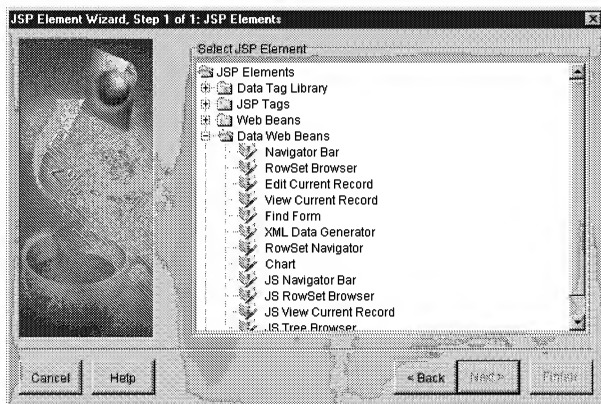 JSP Element Wizard, Step 1 of 1: JSP Elements
Select JSP Element
JSP Elements
Data Tag Library
JSP Tags
Web Beans
Data Web Beans
Navigator Bar
RowSet Browser
Edit Current Record
View Current Record
Find Form
XML Data Generator
RowSet Navigator
Chart
JS Navigator Bar
JS RowSet Browser
JS View Current Record
JS Tree Browser
Cancel Help < Back Next > Finish